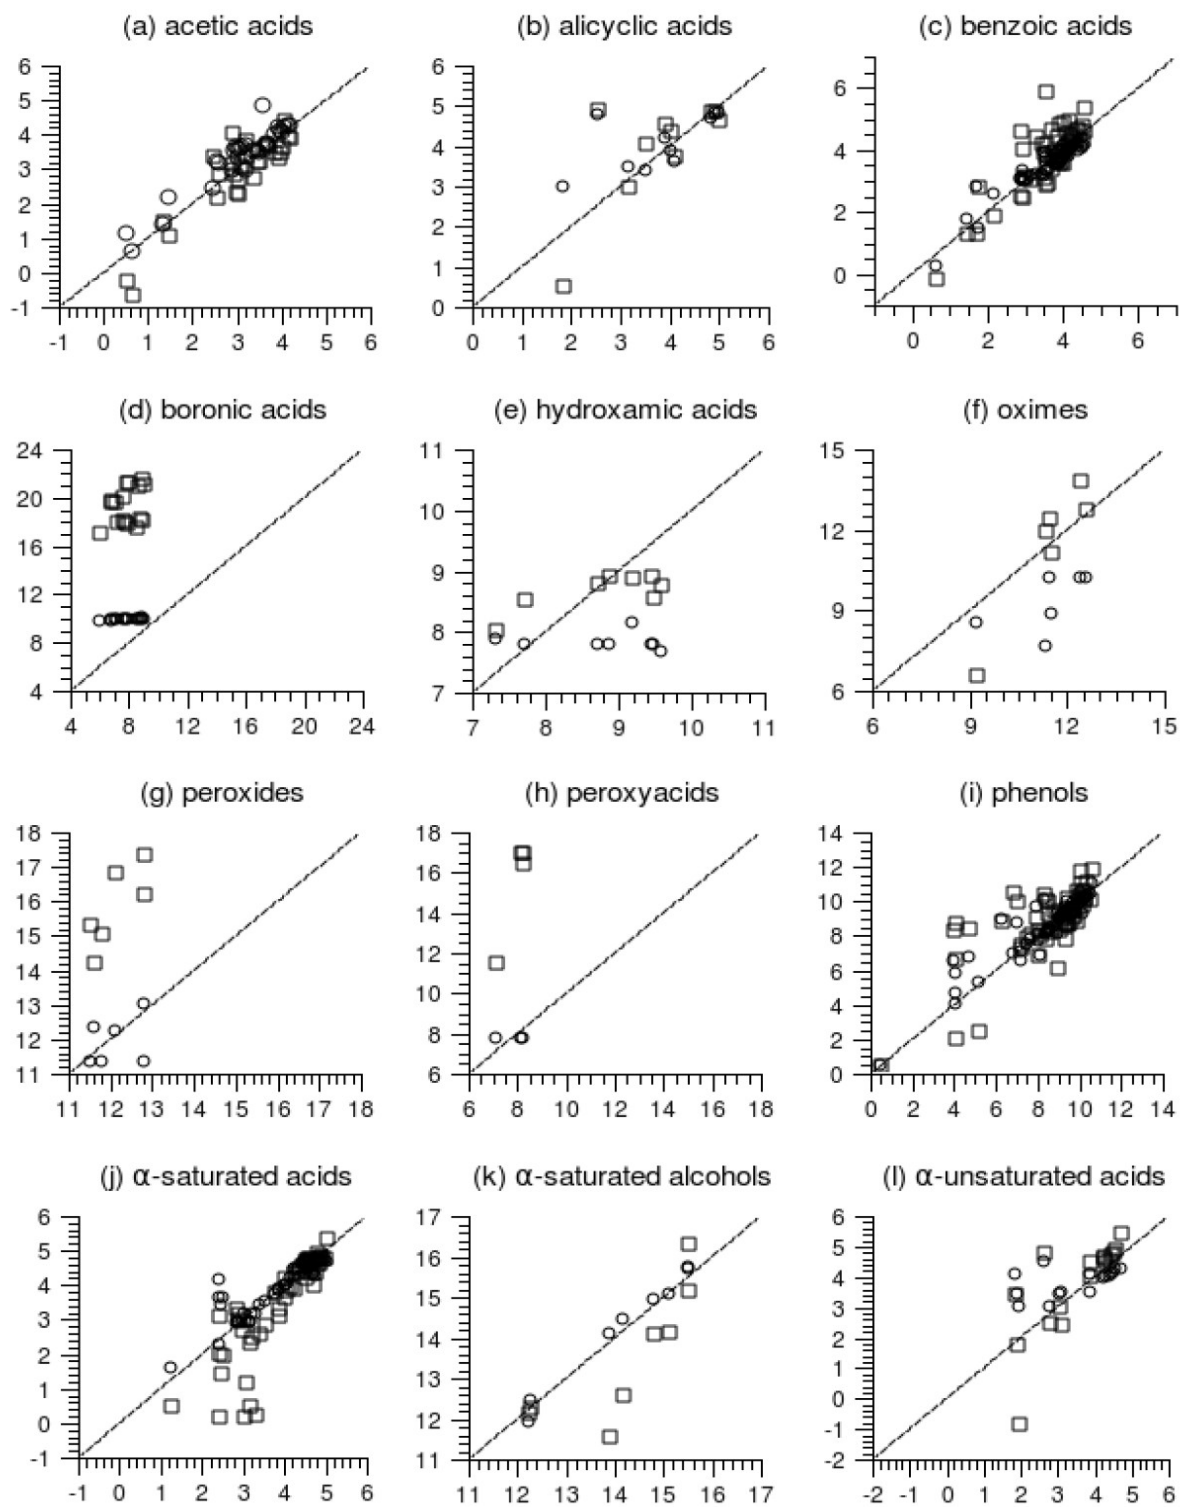 (a) acetic acids (b) alicyclic acids (c) benzoic acids
6 6
5 5 6
4 4 4
3 3
2 2 2
1 1
0 0
-1 0
-1 0 1 2 3 4 5 6 0 1 2 3 4 5 6 0 2 4 6
(d) boronic acids (e) hydroxamic acids (f) oximes
24 11 15
20 10
16 12
12 9
8 8 9
4 7 6
4 8 12 16 20 24 7 8 9 10 11 6 9 12 15
(g) peroxides (h) peroxyacids (i) phenols
18 18 14
17 16 12
16 14 10
15 8
14 12 6
13 10 4
12 8 2
11 6 0
11 12 13 14 15 16 17 18 6 8 10 12 14 16 18 0 2 4 6 8 10 12 14
(j) α-saturated acids (k) α-saturated alcohols (l) α-unsaturated acids
6 17 6
5 16 5
4 15 4
3 3
2 14 2
1 13 1
0 12 0
-1 11 -1
-2
-1 0 1 2 3 4 5 6 11 12 13 14 15 16 17 -2 -1 0 1 2 3 4 5 6